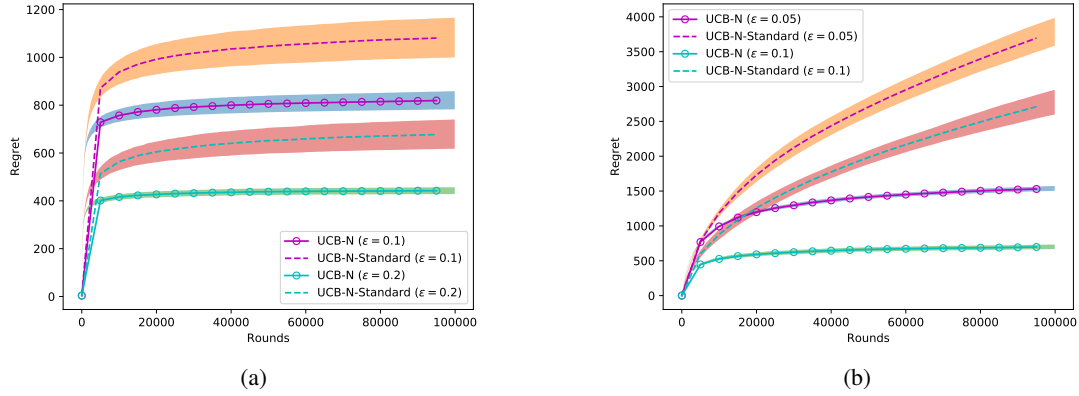 1200
1000
800
600
400
200
0
Regret
0 20000 40000 60000 80000 100000
Rounds
UCB-N (ε = 0.1)
UCB-N-Standard (ε = 0.1)
UCB-N (ε = 0.2)
UCB-N-Standard (ε = 0.2)
(a)
4000
3500
3000
2500
2000
1500
1000
500
0
Regret
0 20000 40000 60000 80000 100000
Rounds
UCB-N (ε = 0.05)
UCB-N-Standard (ε = 0.05)
UCB-N (ε = 0.1)
UCB-N-Standard (ε = 0.1)
(b)